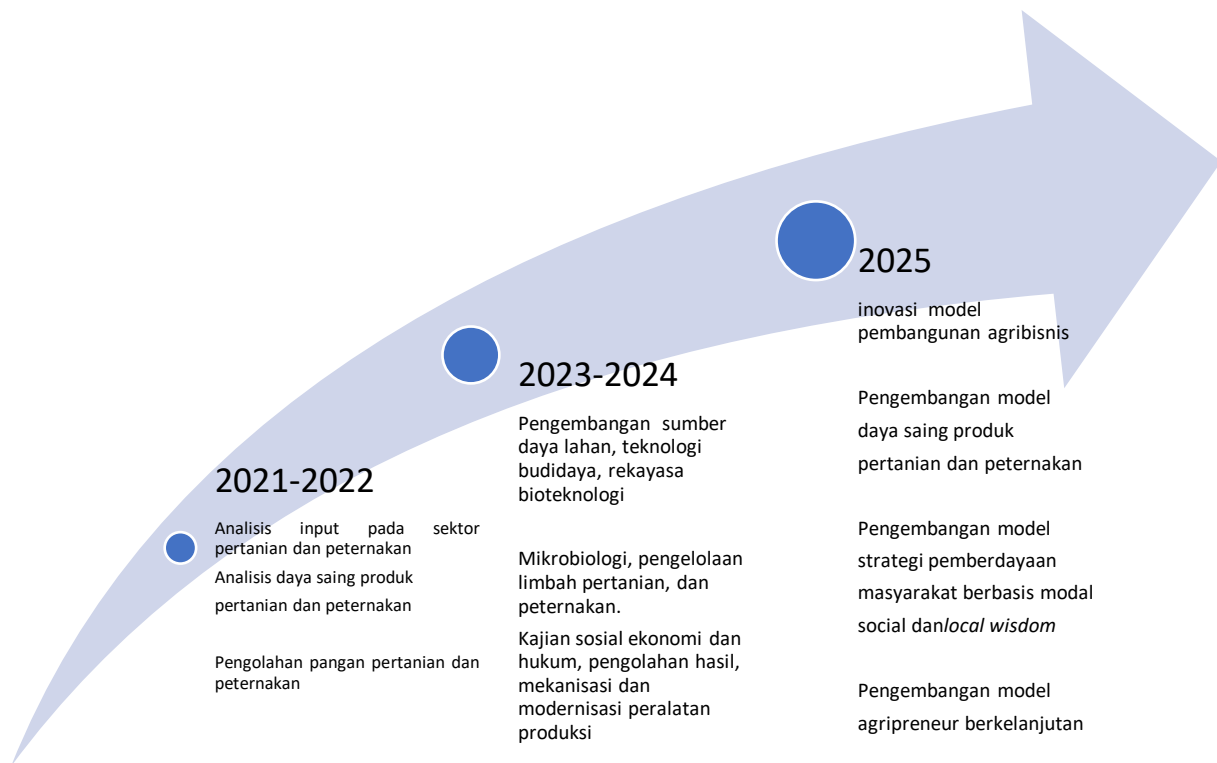 2021-2022
Analisis input pada sektor
pertanian dan peternakan
Analisis daya saing produk
pertanian dan peternakan
Pengolahan pangan pertanian dan
peternakan
2023-2024
Pengembangan sumber
daya lahan, teknologi
budidaya, rekayasa
bioteknologi
Mikrobiologi, pengelolaan
limbah pertanian, dan
peternakan.
Kajian sosial ekonomi dan
hukum, pengolahan hasil,
mekanisasi dan
modernisasi peralatan
produksi
2025
inovasi model
pembangunan agribisnis
Pengembangan model
daya saing produk
pertanian dan peternakan
Pengembangan model
strategi pemberdayaan
masyarakat berbasis modal
social danlocal wisdom
Pengembangan model
agripreneur berkelanjutan